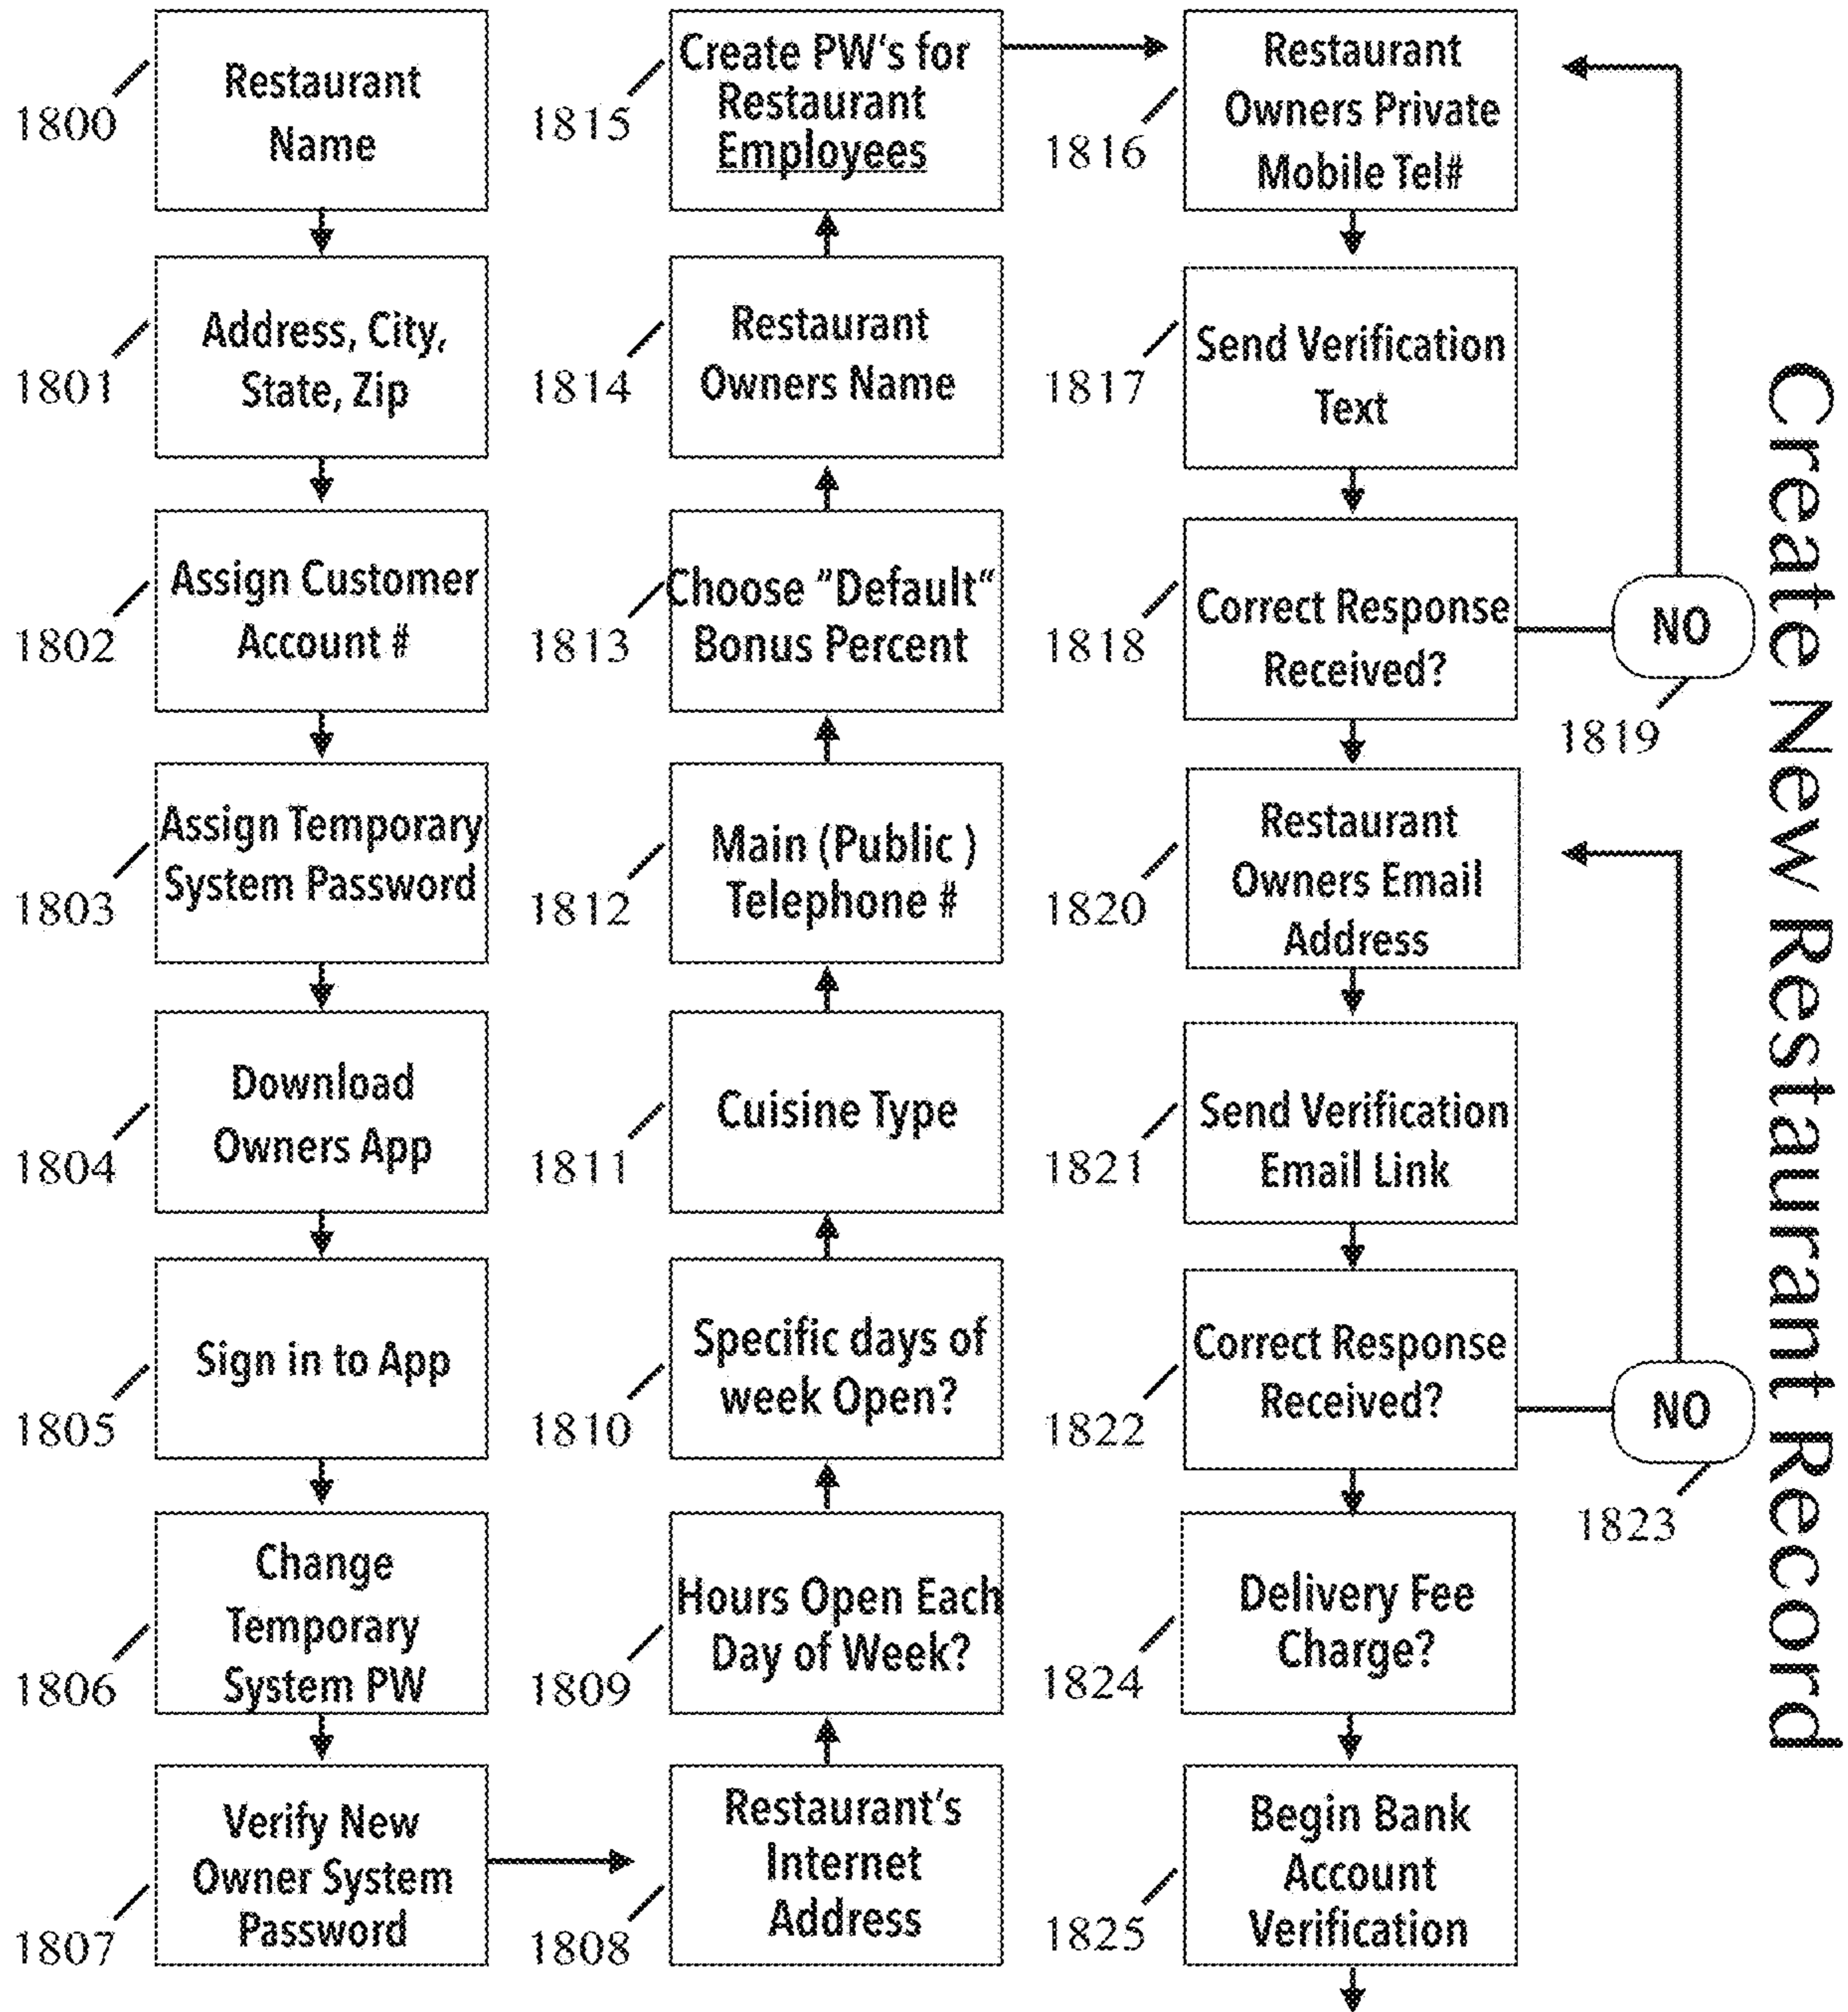 Restaurant
Name
1800
Address, City,
State, Zip
1801
Assign Customer
Account #
1802
Assign Temporary
System Password
1803
Download
Owners App
1804
Sign in to App
1805
Change
Temporary
System PW
1806
Verify New
Owner System
Password
1807
Restaurant's
Internet
Address
1808
Hours Open Each
Day of Week?
1809
Specific days of
week Open?
1810
Cuisine Type
1811
Main (Public )
Telephone #
1812
Choose "Default"
Bonus Percent
1813
Restaurant
Owners Name
1814
Create PW's for
Restaurant
Employees
1815
Restaurant
Owners Private
Mobile Tel#
1816
Send Verification
Text
1817
Correct Response
Received?
1818
NO
1819
Restaurant
Owners Email
Address
1820
Send Verification
Email Link
1821
Correct Response
Received?
1822
NO
1823
Delivery Fee
Charge?
1824
Begin Bank
Account
Verification
1825
Create New Restaurant Record